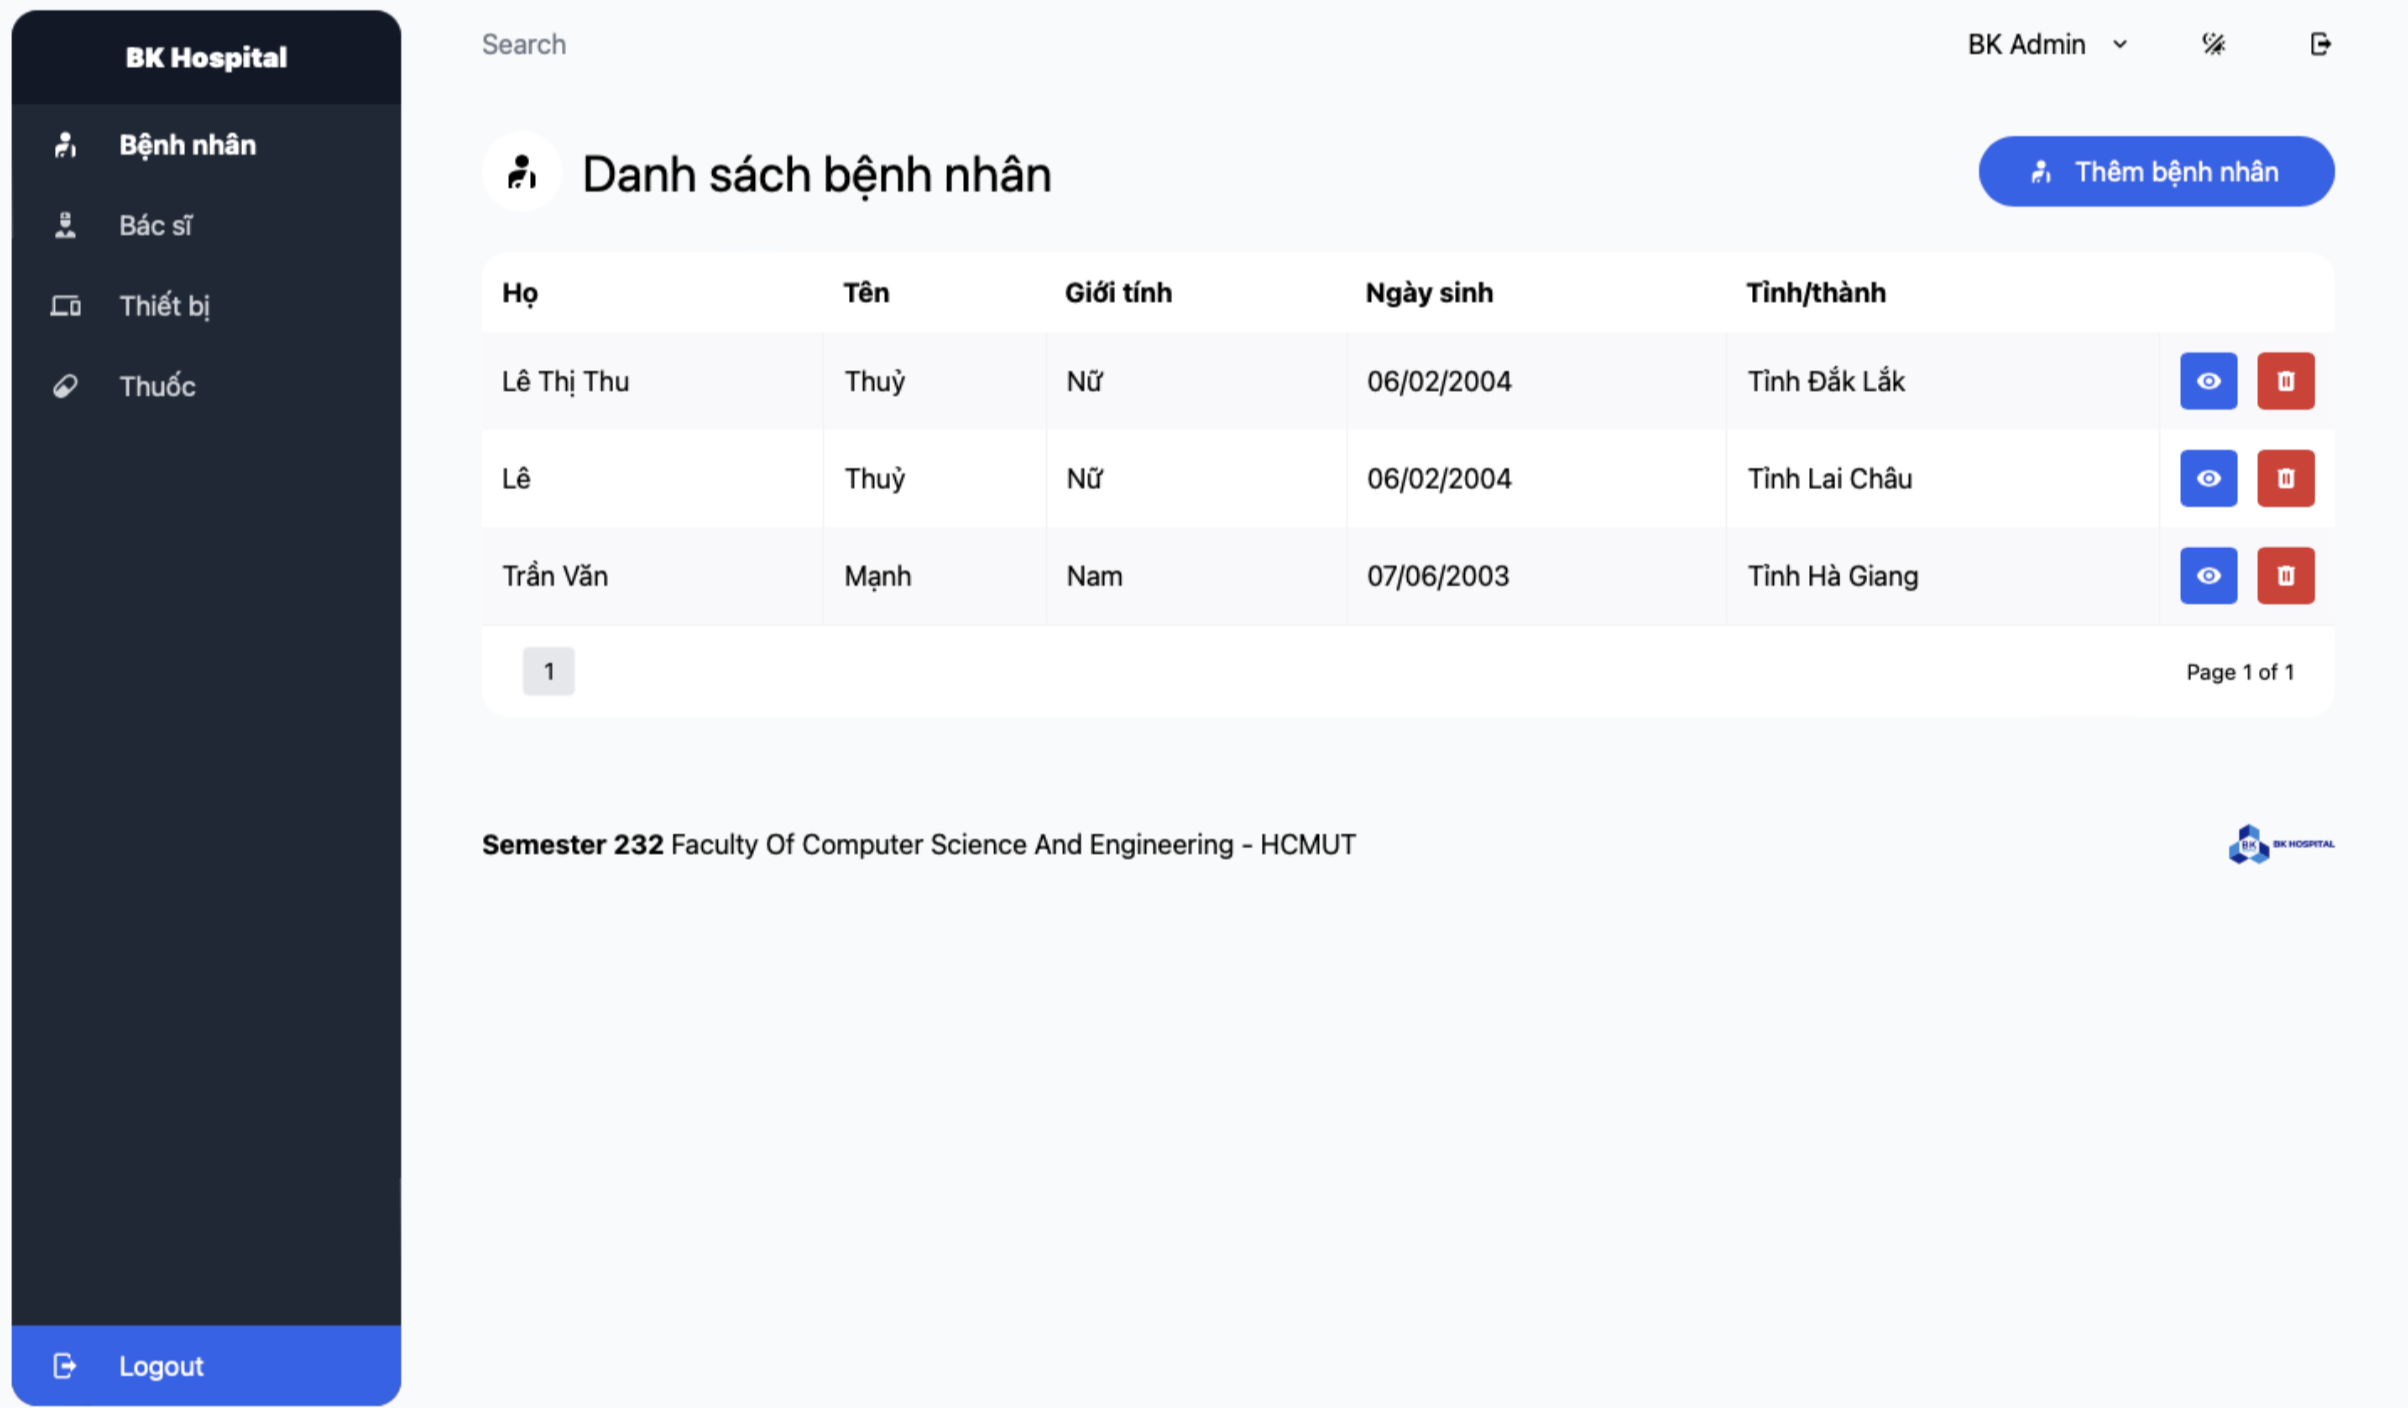 BK Hospital
Bệnh nhân
Bác sĩ
Thiết bị
Thuốc
Logout
Search
BK Admin
Danh sách bệnh nhân
Thêm bệnh nhân
Họ Tên Giới tính Ngày sinh Tỉnh/thành
Lê Thị Thu Thuỷ Nữ 06/02/2004 Tỉnh Đắk Lắk
Lê Thuỷ Nữ 06/02/2004 Tỉnh Lai Châu
Trần Văn Mạnh Nam 07/06/2003 Tỉnh Hà Giang
1 Page 1 of 1
Semester 232 Faculty Of Computer Science And Engineering - HCMUT
BK BK HOSPITAL